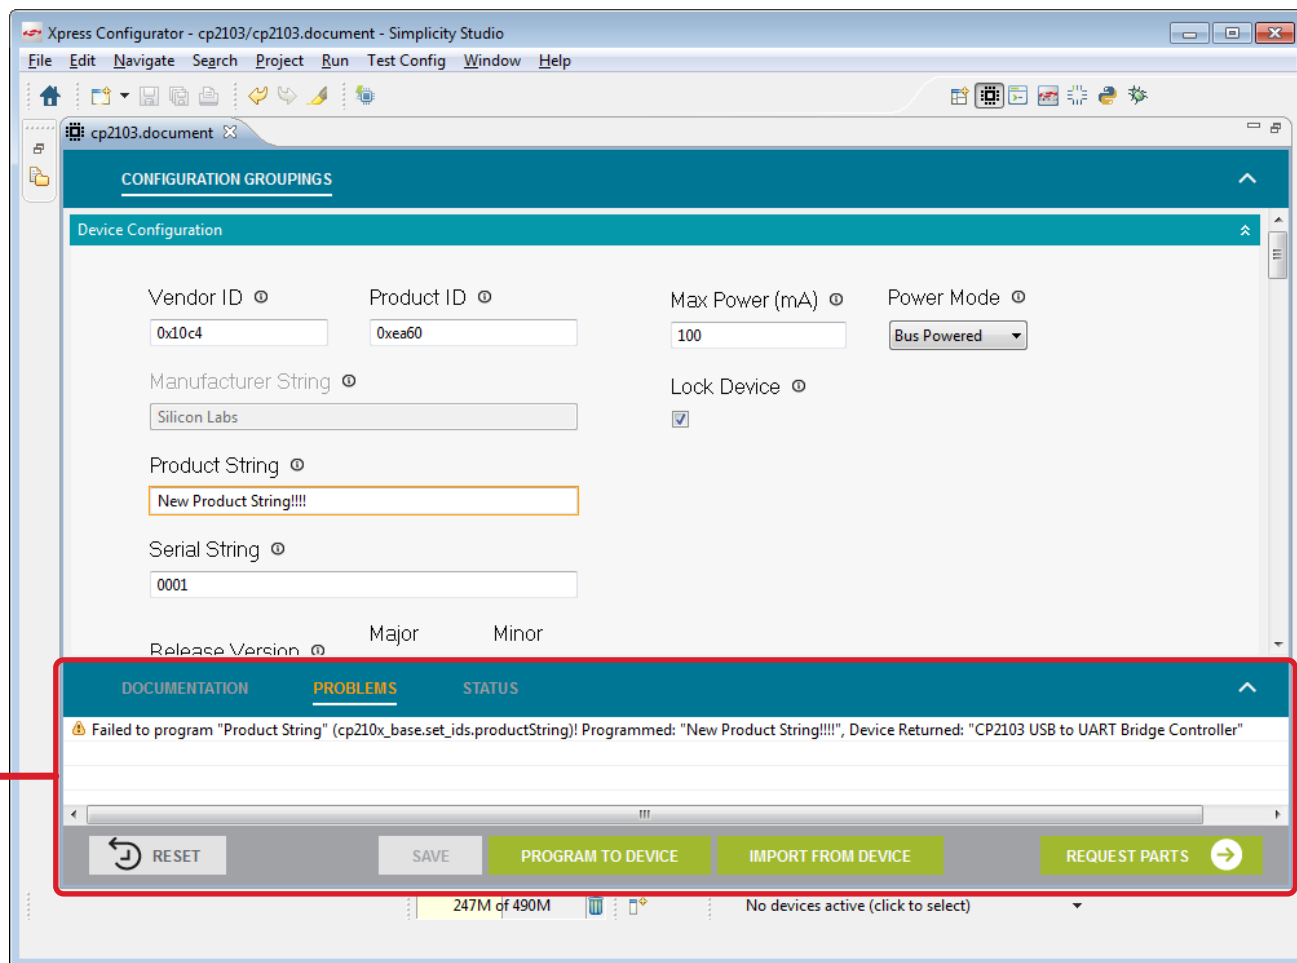 Xpress Configurator - cp2103/cp2103.document - Simplicity Studio
File Edit Navigate Search Project Run Test Config Window Help
cp2103.document
CONFIGURATION GROUPINGS
Device Configuration
Vendor ID Product ID Max Power (mA) Power Mode
0x10c4 0xea60 100 Bus Powered
Manufacturer String Lock Device
Silicon Labs
Product String
New Product String!!!!
Serial String
0001
Major Minor
Release Version
DOCUMENTATION PROBLEMS STATUS
Failed to program "Product String" (cp210x_base.set_ids.productString)! Programmed: "New Product String!!!!", Device Returned: "CP2103 USB to UART Bridge Controller"
RESET SAVE PROGRAM TO DEVICE IMPORT FROM DEVICE REQUEST PARTS
247M of 490M No devices active (click to select)